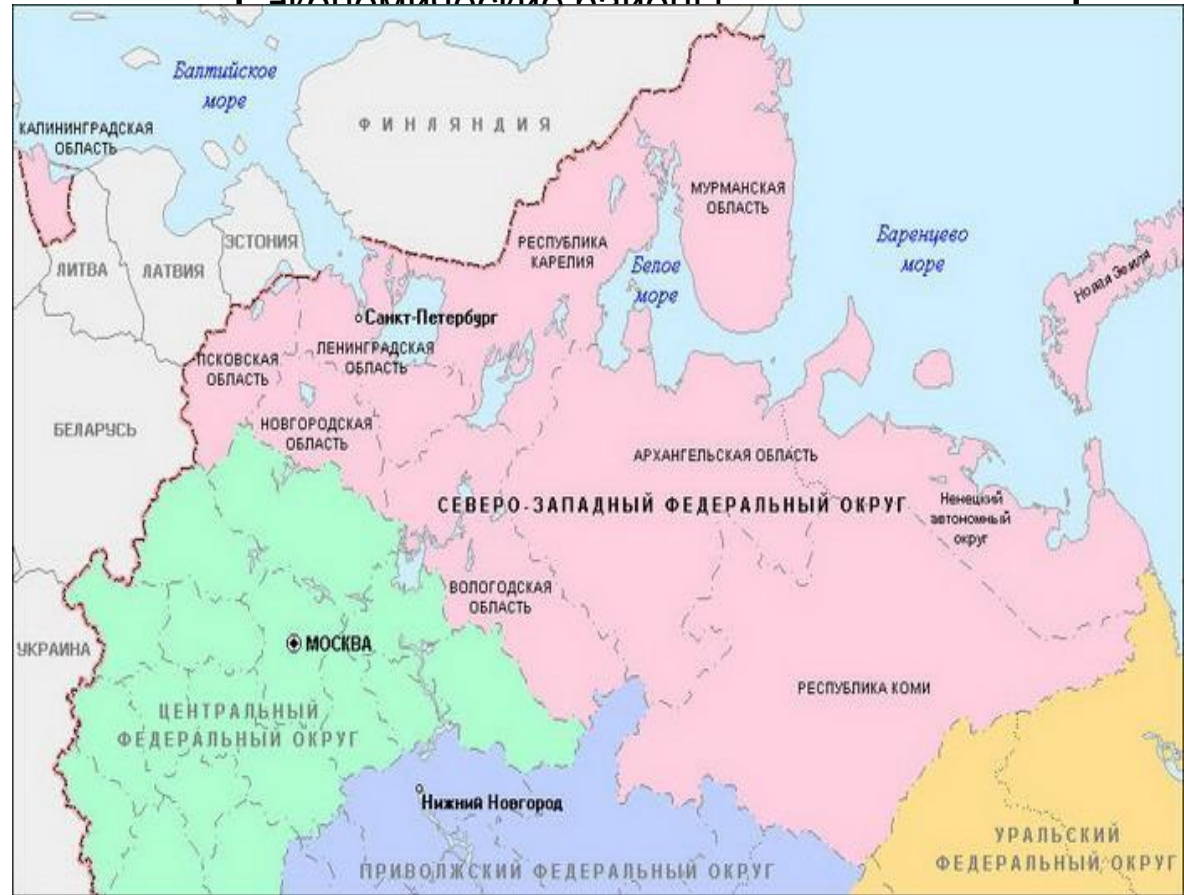 экономические районы
Балтийское
море
КАЛИНИНГРАДСКАЯ
ОБЛАСТЬ
ФИНЛЯНДИЯ
МУРМАНСКАЯ
ОБЛАСТЬ
РЕСПУБЛИКА
КАРЕЛИЯ
Баренцево
море
Белое
море
Новая Земля
ЭСТОНИЯ
ЛИТВА
ЛАТВИЯ
Санкт-Петербург
ПСКОВСКАЯ
ОБЛАСТЬ
ЛЕНИНГРАДСКАЯ
ОБЛАСТЬ
НОВГОРОДСКАЯ
ОБЛАСТЬ
БЕЛАРУСЬ
АРХАНГЕЛЬСКАЯ ОБЛАСТЬ
СЕВЕРО-ЗАПАДНЫЙ ФЕДЕРАЛЬНЫЙ ОКРУГ
Ненецкий
автономный
округ
ВОЛОГОДСКАЯ
ОБЛАСТЬ
УКРАИНА
МОСКВА
РЕСПУБЛИКА КОМИ
ЦЕНТРАЛЬНЫЙ
ФЕДЕРАЛЬНЫЙ ОКРУГ
Нижний Новгород
ПРИВОЛЖСКИЙ ФЕДЕРАЛЬНЫЙ ОКРУГ
УРАЛЬСКИЙ
ФЕДЕРАЛЬНЫЙ ОКРУГ